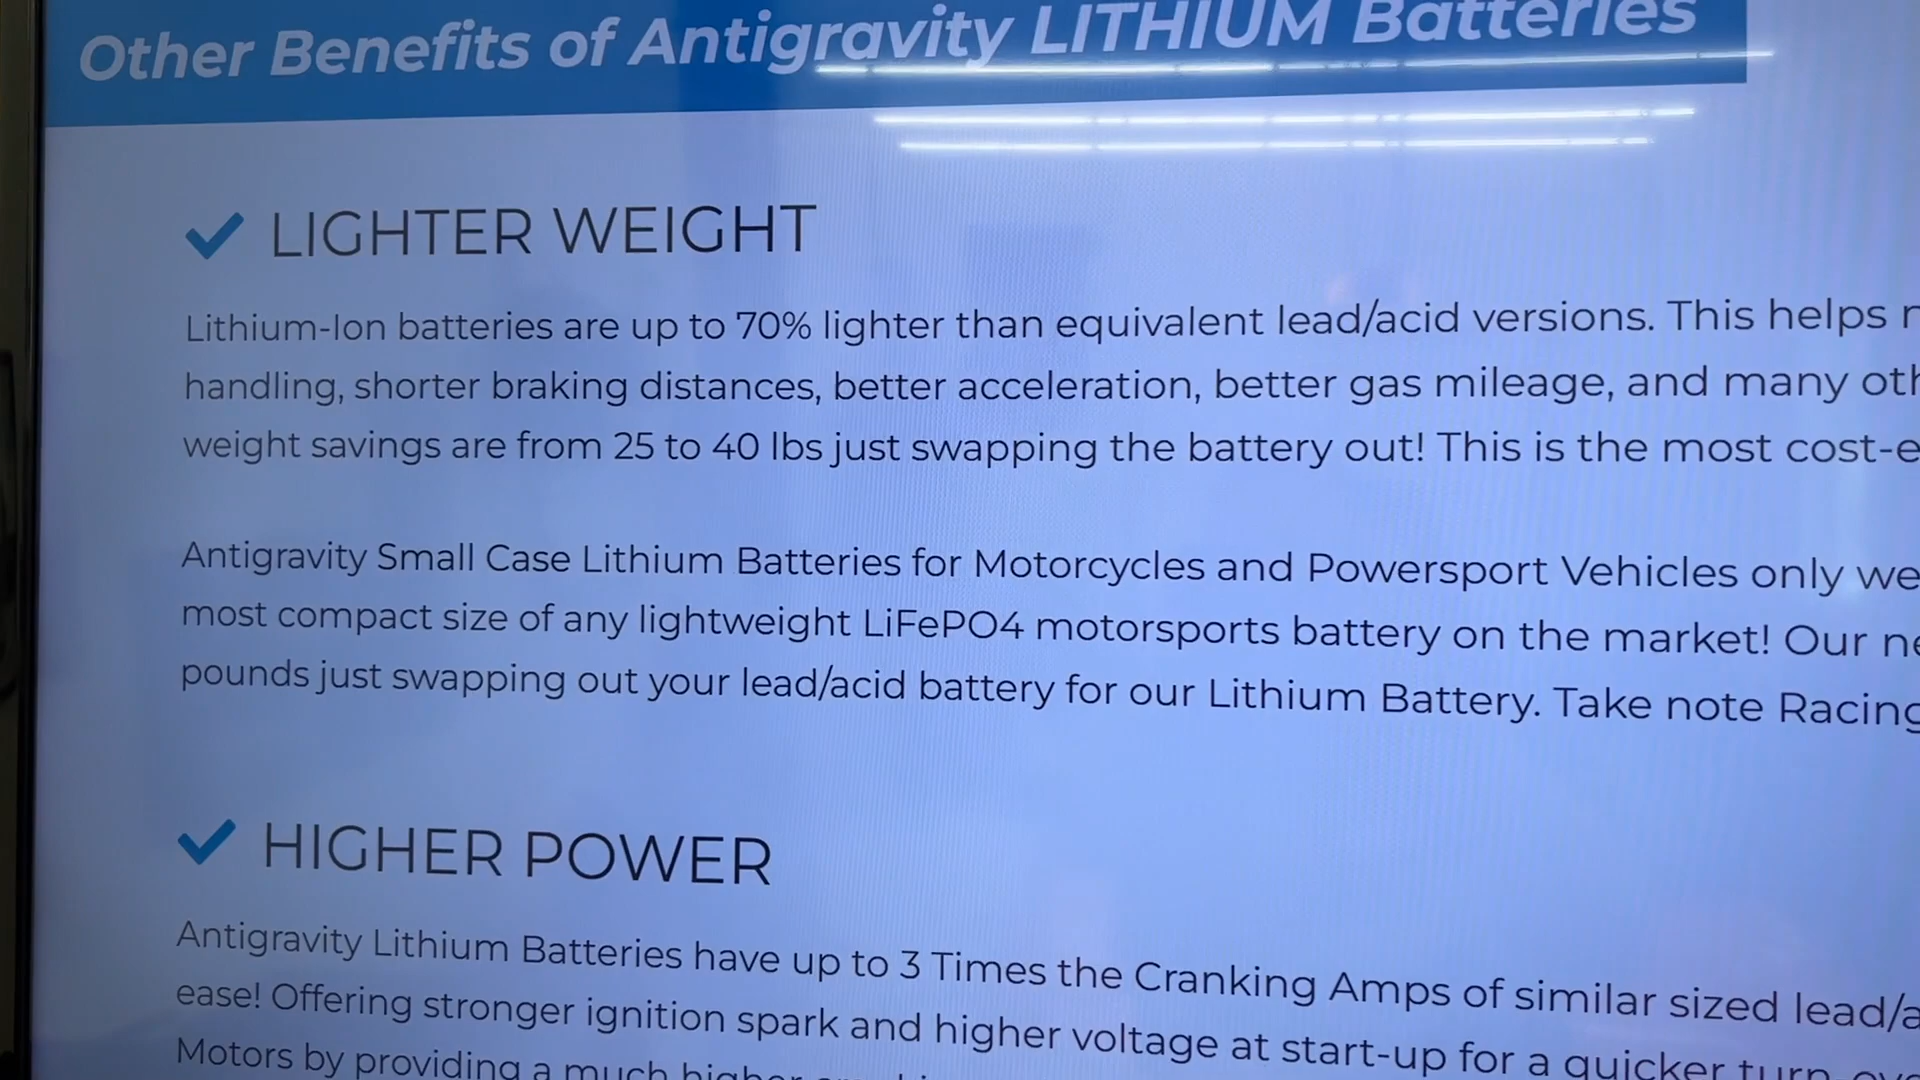 Other Benefits of Antigravity LITHIUM Batteries
LIGHTER WEIGHT
Lithium-Ion batteries are up to 70% lighter than equivalent lead/acid versions. This helps
handling, shorter braking distances, better acceleration, better gas mileage, and many
weight savings are from 25 to 40 lbs just swapping the battery out! This is the most
Antigravity Small Case Lithium Batteries for Motorcycles and Powersport Vehicles only
most compact size of any lightweight LiFePO4 motorsports battery on the market! Our
pounds just swapping out your lead/acid battery for our Lithium Battery. Take note Racing
HIGHER POWER
Antigravity Lithium Batteries have up to 3 Times the Cranking Amps of similar sized
ease! Offering stronger ignition spark and higher voltage at start-up for a quicker
Motors by providing a much higher